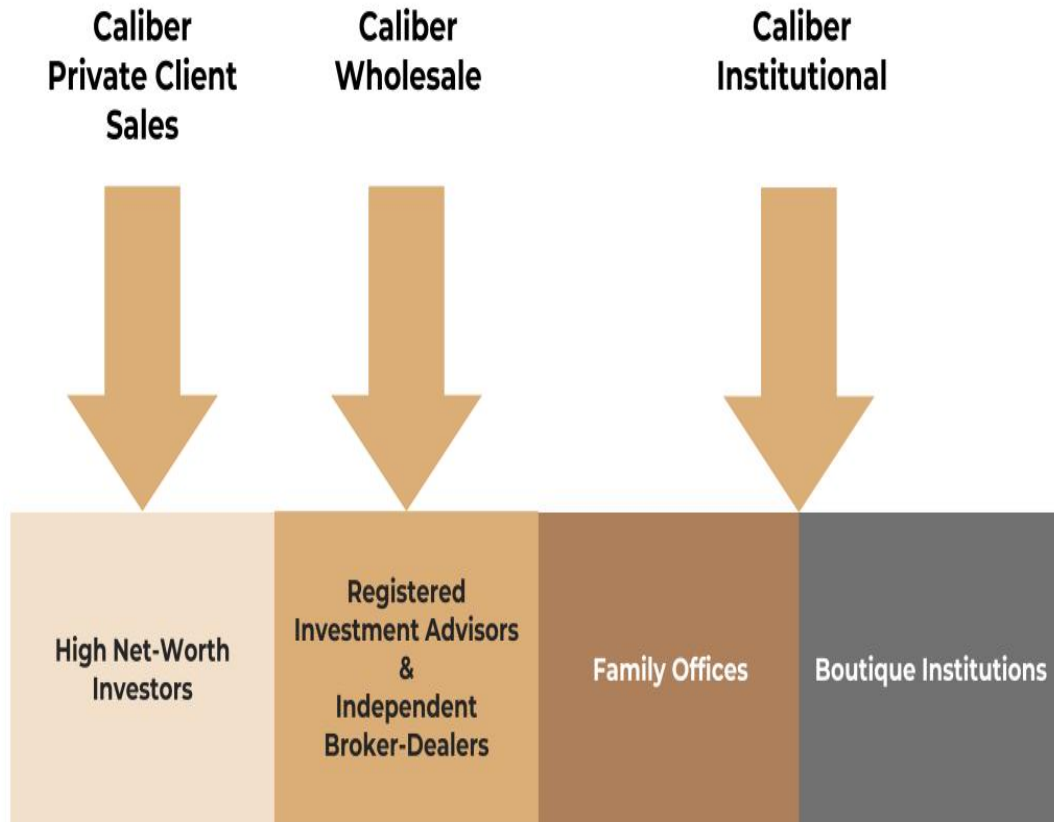 Caliber
Private Client
Sales
Caliber
Wholesale
Caliber
Institutional
High Net-Worth
Investors
Registered
Investment Advisors
&
Independent
Broker-Dealers
Family Offices
Boutique Institutions